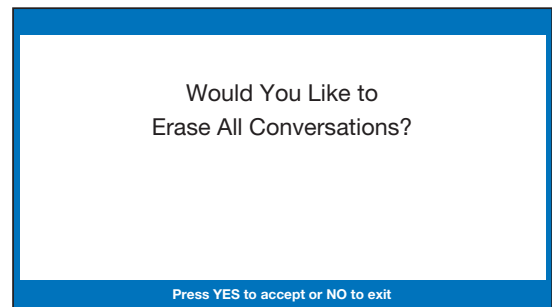 Would You Like to
Erase All Conversations?
Press YES to accept or NO to exit